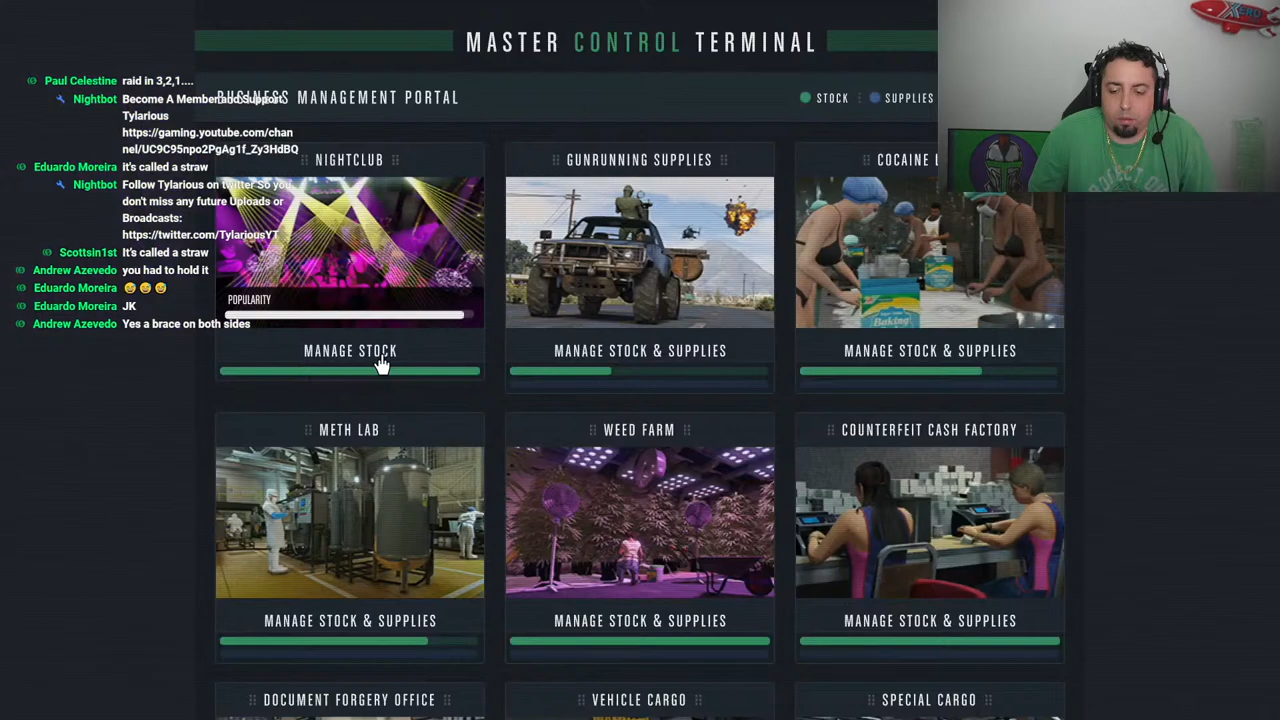 MASTER CONTROL TERMINAL
BUSINESS MANAGEMENT PORTAL
STOCK
SUPPLIES
Paul Celestine raid in 3,2,1....
Nightbot Become A Member and Support
Tylarious
https://gaming.youtube.com/chan
nel/UC9C95npo2PgAg1f_Zy3HdBQ
Eduardo Moreira it's called a straw
Nightbot Follow Tylarious on twitter So you
don't miss any future Uploads or
Broadcasts:
https://twitter.com/TylariousYT
Scottsin1st It's called a straw
Andrew Azevedo you had to hold it
Eduardo Moreira 😅😅😅
Eduardo Moreira JK
Andrew Azevedo Yes a brace on both sides
NIGHTCLUB
POPULARITY
MANAGE STOCK
GUNRUNNING SUPPLIES
MANAGE STOCK & SUPPLIES
COCAINE L
Baking
MANAGE STOCK & SUPPLIES
METH LAB
MANAGE STOCK & SUPPLIES
WEED FARM
MANAGE STOCK & SUPPLIES
COUNTERFEIT CASH FACTORY
MANAGE STOCK & SUPPLIES
DOCUMENT FORGERY OFFICE
VEHICLE CARGO
SPECIAL CARGO
XERO